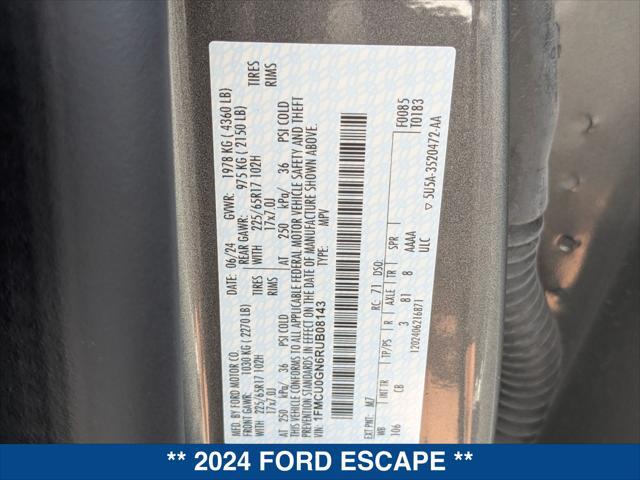 MFD. BY FORD MOTOR CO.
DATE: 06/24 GVWR: 1978 KG ( 4360 LB)
FRONT GAWR: 1030 KG ( 2270 LB) REAR GAWR: 975 KG ( 2150 LB)
WITH 225/65R17 102H TIRES WITH 225/65R17 102H TIRES
17x7.0J RIMS 17x7.0J RIMS
AT 250 kPa/ 36 PSI COLD AT 250 kPa/ 36 PSI COLD
THIS VEHICLE CONFORMS TO ALL APPLICABLE FEDERAL MOTOR VEHICLE SAFETY AND THEFT
PREVENTION STANDARDS IN EFFECT ON THE DATE OF MANUFACTURE SHOWN ABOVE.
VIN: 1FMCU0GN6RUB08143 TYPE: MPV
F0085
T0183
EXT PNT: M7 RC: 71 DSO:
WB INT TR TP/PS R AXLE TR SPR
106 CB 3 81 8 AAAA
ULC
1202406216871
5U5A-3520472-AA
** 2024 FORD ESCAPE **